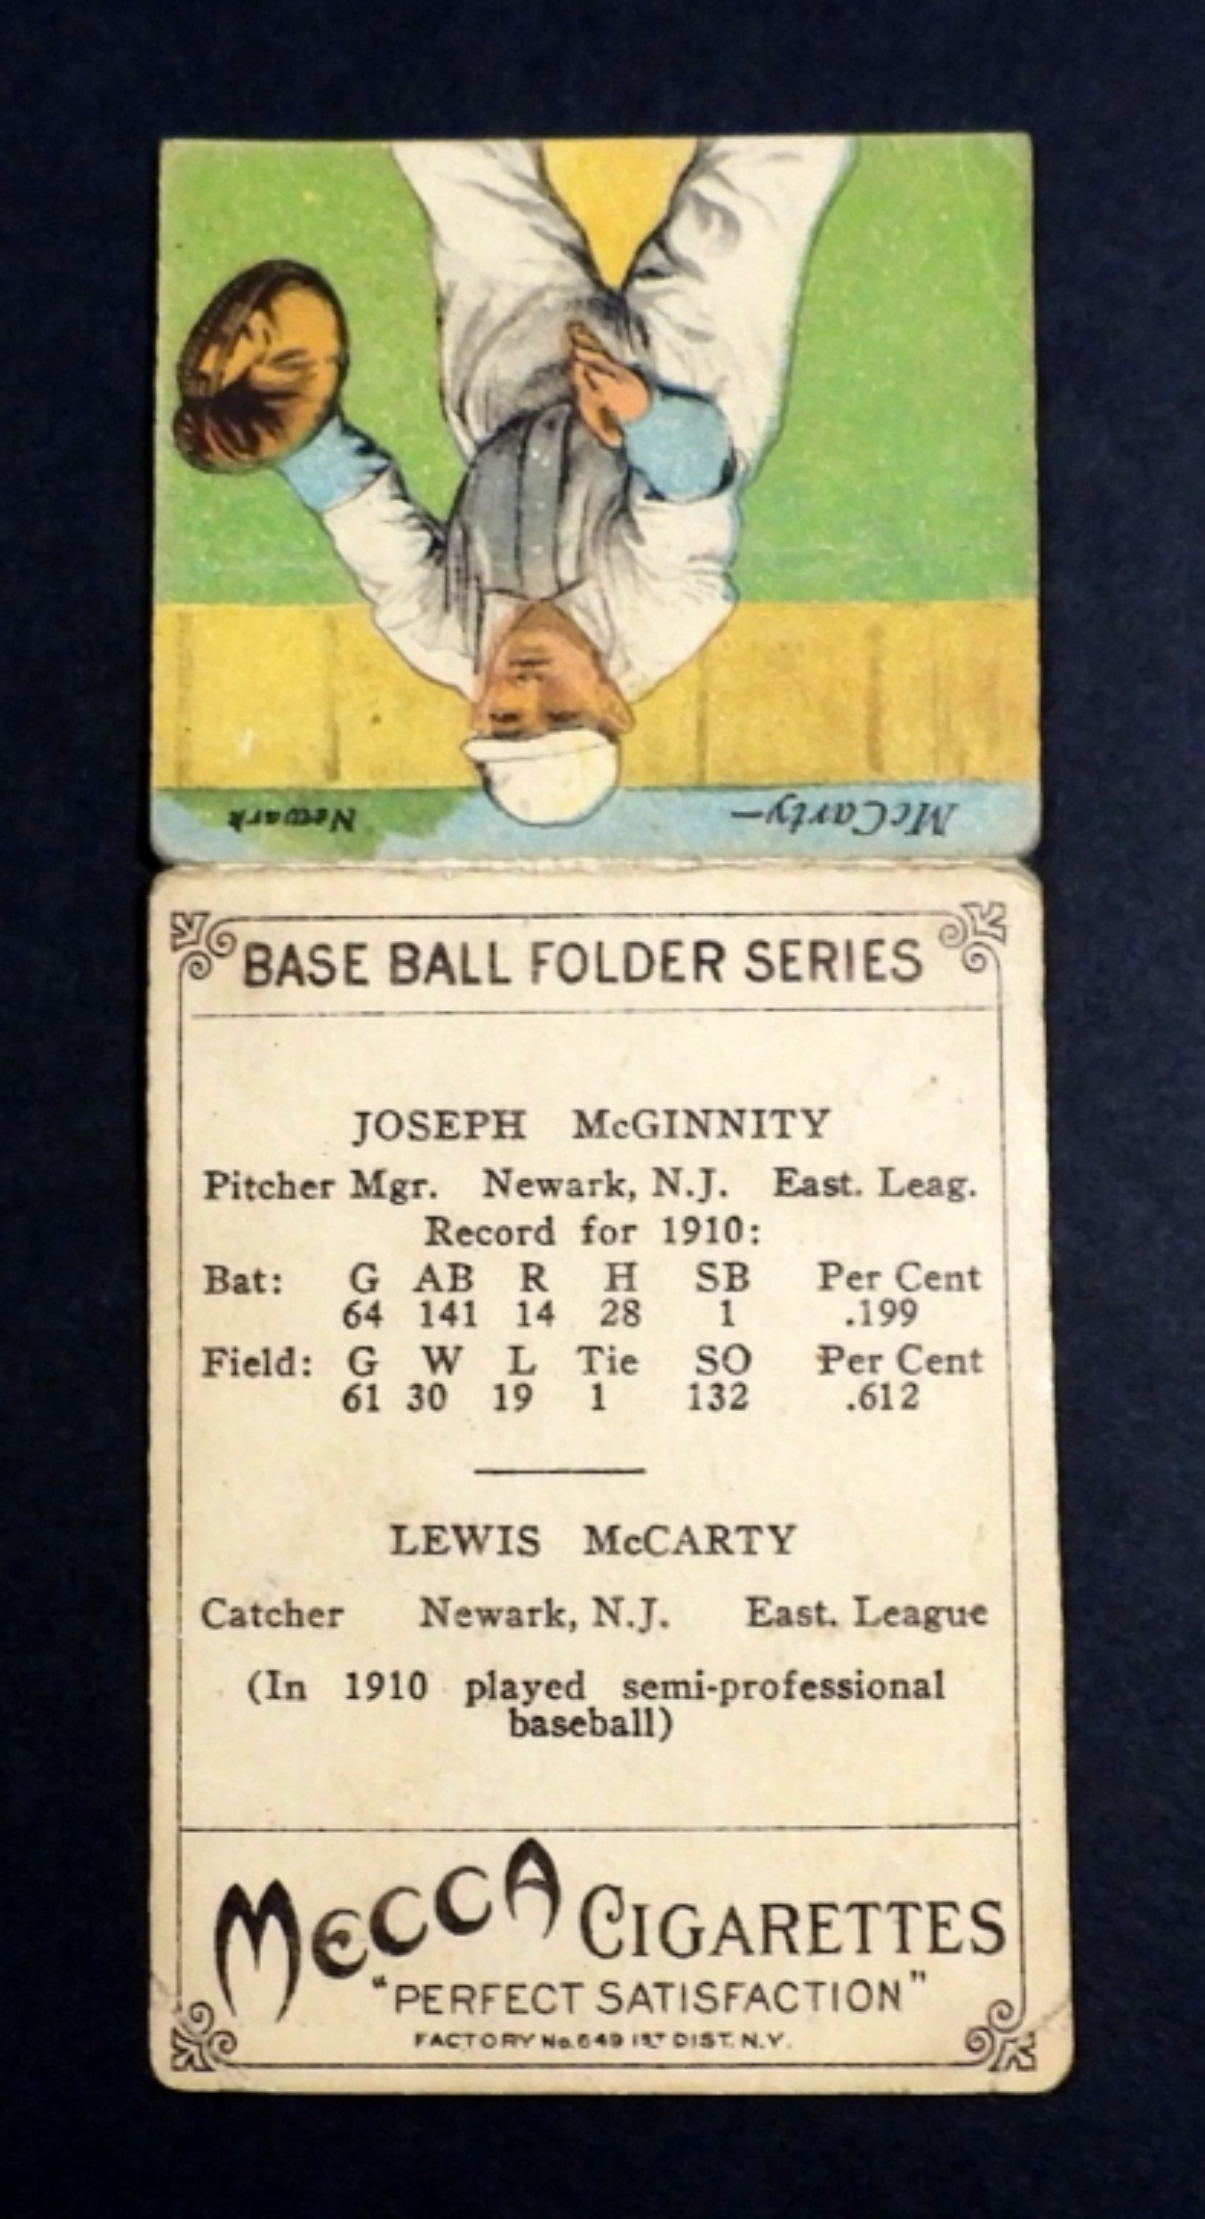 McCarty—
Newark
BASE BALL FOLDER SERIES
JOSEPH McGINNITY
Pitcher Mgr. Newark, N.J. East. Leag.
Record for 1910:
Bat: G AB R H SB Per Cent
64 141 14 28 1 .199
Field: G W L Tie SO Per Cent
61 30 19 1 132 .612
LEWIS McCARTY
Catcher Newark, N.J. East. League
(In 1910 played semi-professional
baseball)
MECCA CIGARETTES
"PERFECT SATISFACTION"
FACTORY No. 649 1ST DIST. N.Y.